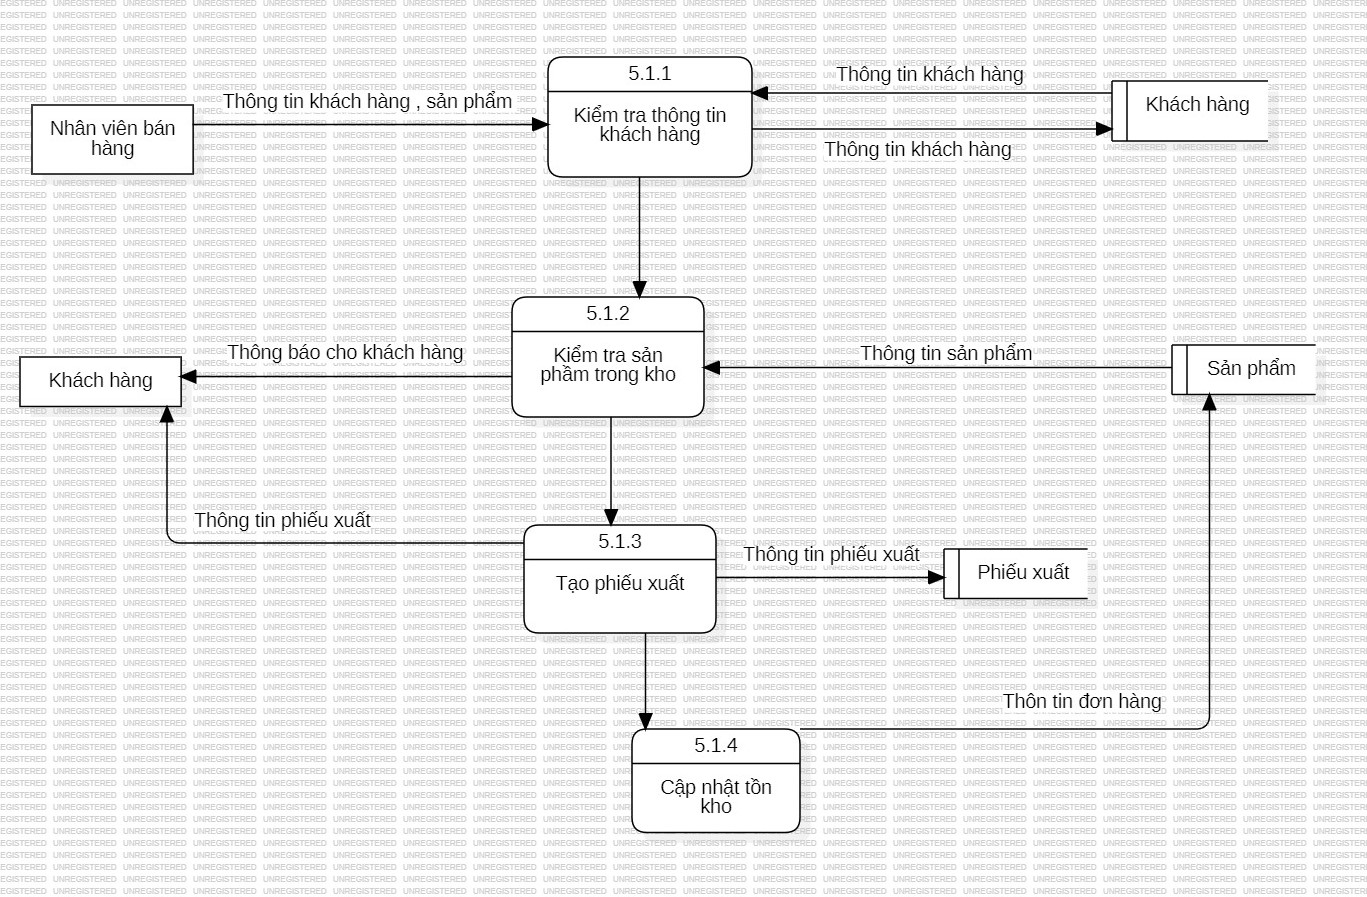 5.1.1
Thông tin khách hàng
Thông tin khách hàng , sản phẩm
Khách hàng
Nhân viên bán
hàng
Kiểm tra thông tin
khách hàng
Thông tin khách hàng
5.1.2
Thông báo cho khách hàng
Kiểm tra sản
phầm trong kho
Thông tin sản phẩm
Sản phẩm
Khách hàng
Thông tin phiếu xuất
5.1.3
Tạo phiếu xuất
Thông tin phiếu xuất
Phiếu xuất
Thôn tin đơn hàng
5.1.4
Cập nhật tồn
kho
UNREGISTERED